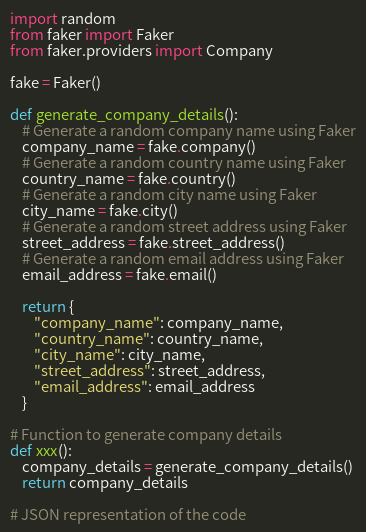 import random
from faker import Faker
from faker.providers import Company

fake = Faker()

def generate_company_details():
    # Generate a random company name using Faker
    company_name = fake.company()
    # Generate a random country name using Faker
    country_name = fake.country()
    # Generate a random city name using Faker
    city_name = fake.city()
    # Generate a random street address using Faker
    street_address = fake.street_address()
    # Generate a random email address using Faker
    email_address = fake.email()

    return {
        "company_name": company_name,
        "country_name": country_name,
        "city_name": city_name,
        "street_address": street_address,
        "email_address": email_address
    }

# Function to generate company details
def xxx():
    company_details = generate_company_details()
    return company_details

# JSON representation of the code